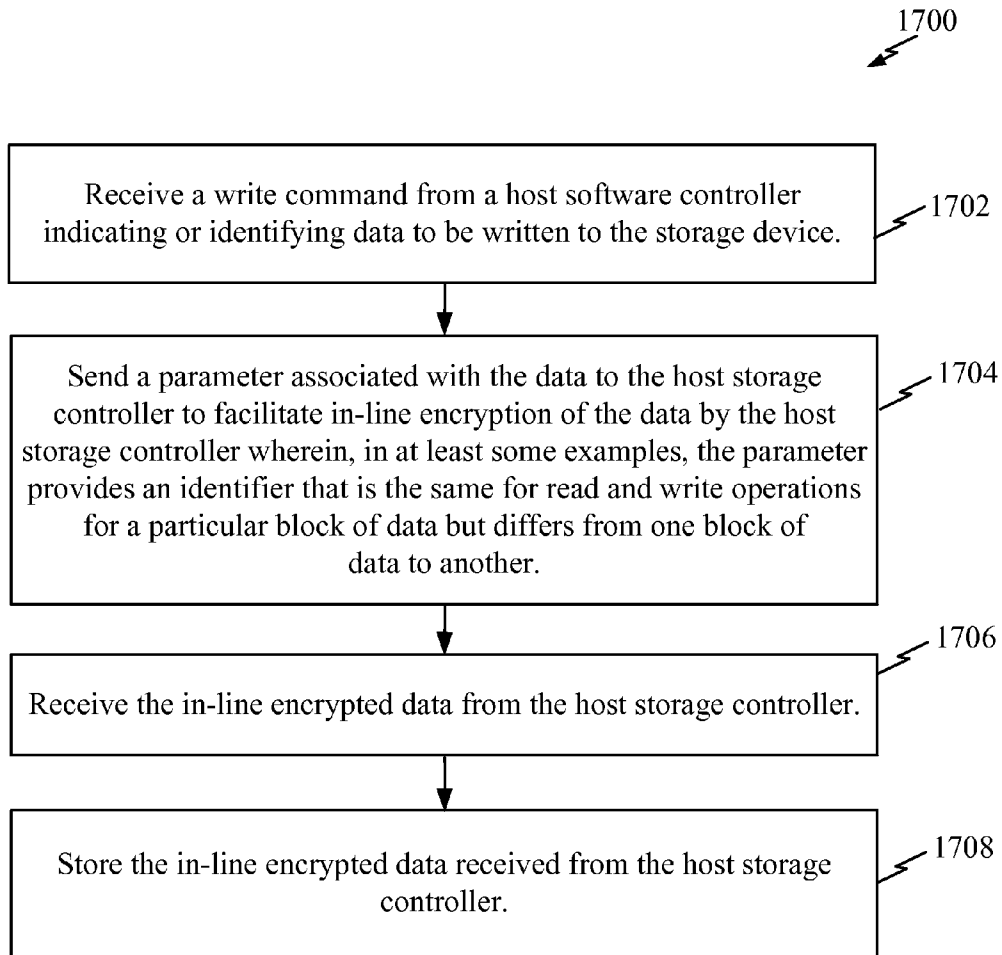 1700
Receive a write command from a host software controller
indicating or identifying data to be written to the storage device.
1702
Send a parameter associated with the data to the host storage
controller to facilitate in-line encryption of the data by the host
storage controller wherein, in at least some examples, the parameter
provides an identifier that is the same for read and write operations
for a particular block of data but differs from one block of
data to another.
1704
Receive the in-line encrypted data from the host storage controller.
1706
Store the in-line encrypted data received from the host storage
controller.
1708